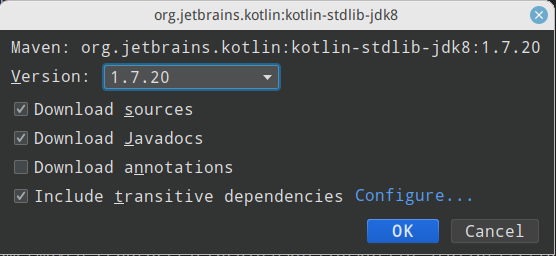 org.jetbrains.kotlin:kotlin-stdlib-jdk8
Maven: org.jetbrains.kotlin:kotlin-stdlib-jdk8:1.7.20
Version: 1.7.20
Download sources
Download Javadocs
Download annotations
Include transitive dependencies Configure...
OK Cancel